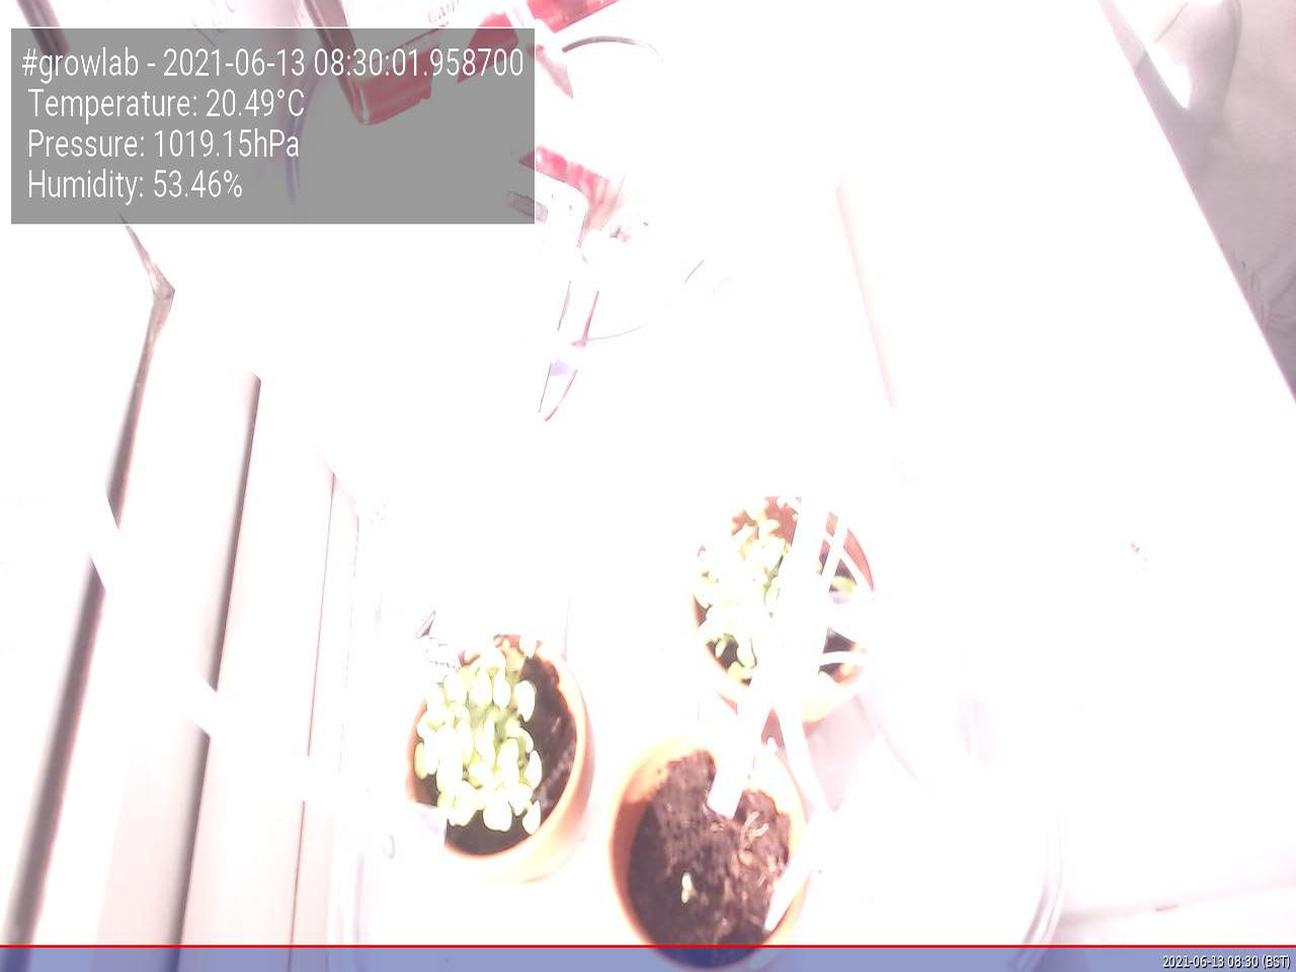 #growlab - 2021-06-13 08:30:01.958700
Temperature: 20.49°C
Pressure: 1019.15hPa
Humidity: 53.46%
2021-06-13 08:30 (BST)